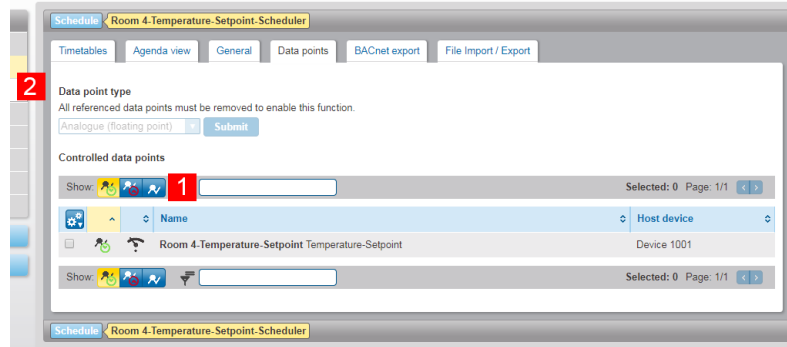 Schedule Room 4-Temperature-Setpoint-Scheduler
Timetables Agenda view General Data points BACnet export File Import / Export
2
Data point type
All referenced data points must be removed to enable this function.
Analogue (floating point) Submit
Controlled data points
Show: 1 Selected: 0 Page: 1/1
Name Host device
Room 4-Temperature-Setpoint Temperature-Setpoint Device 1001
Show: Selected: 0 Page: 1/1
Schedule Room 4-Temperature-Setpoint-Scheduler